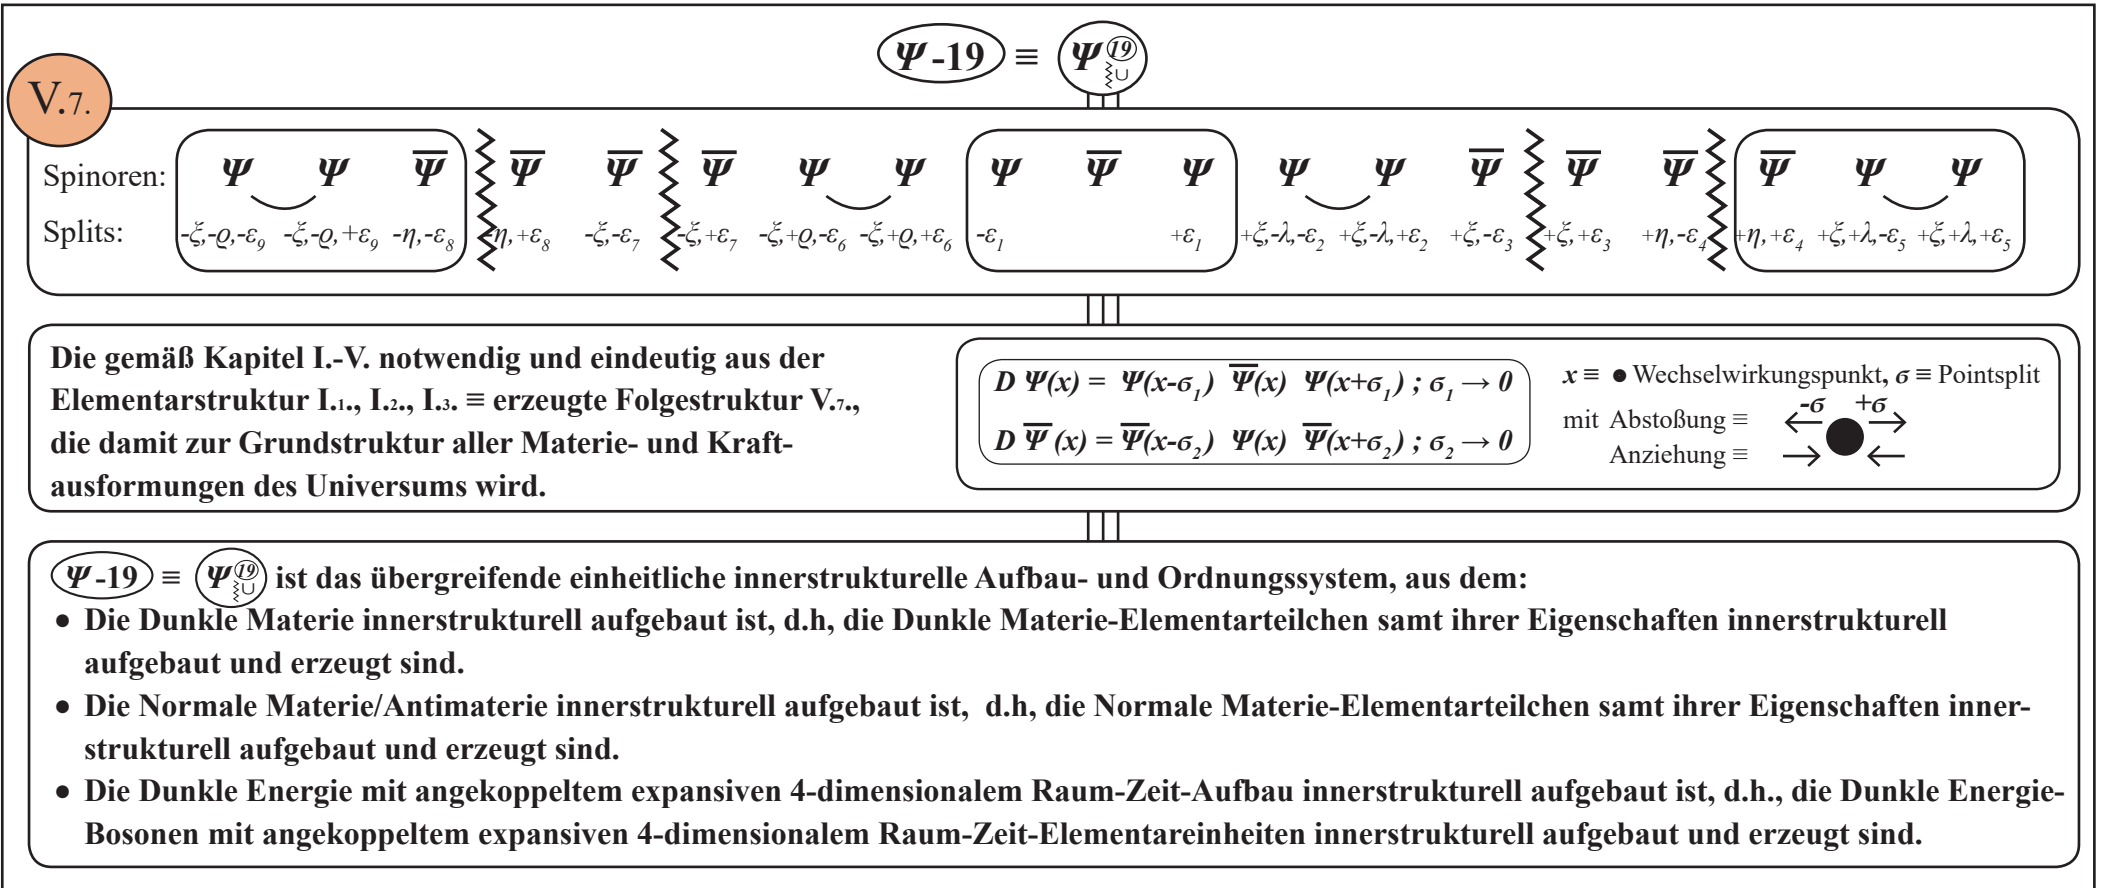 Ψ-19 ≡ Ψ⑲ ⦚∪
V.7.
Spinoren: Ψ Ψ Ψ̅ Ψ̅ Ψ̅ Ψ̅ Ψ Ψ Ψ Ψ̅ Ψ Ψ Ψ Ψ̅ Ψ̅ Ψ̅ Ψ̅ Ψ Ψ
Splits: -ξ,-ϱ,-ε₉ -ξ,-ϱ,+ε₉ -η,-ε₈ -η,+ε₈ -ξ,-ε₇ -ξ,+ε₇ -ξ,+ϱ,-ε₆ -ξ,+ϱ,+ε₆ -ε₁ +ε₁ +ξ,-λ,-ε₂ +ξ,-λ,+ε₂ +ξ,-ε₃ +ξ,+ε₃ +η,-ε₄ +η,+ε₄ +ξ,+λ,-ε₅ +ξ,+λ,+ε₅
Die gemäß Kapitel I.-V. notwendig und eindeutig aus der
Elementarstruktur I.1., I.2., I.3. ≡ erzeugte Folgestruktur V.7.,
die damit zur Grundstruktur aller Materie- und Kraft-
ausformungen des Universums wird.
D Ψ(x) = Ψ(x-σ₁) Ψ̅(x) Ψ(x+σ₁) ; σ₁ → 0
D Ψ̅(x) = Ψ̅(x-σ₂) Ψ(x) Ψ̅(x+σ₂) ; σ₂ → 0
x ≡ ● Wechselwirkungspunkt, σ ≡ Pointsplit
mit Abstoßung ≡ -σ +σ
Anziehung ≡
Ψ-19 ≡ Ψ⑲ ⦚∪ ist das übergreifende einheitliche innerstrukturelle Aufbau- und Ordnungssystem, aus dem:
• Die Dunkle Materie innerstrukturell aufgebaut ist, d.h, die Dunkle Materie-Elementarteilchen samt ihrer Eigenschaften innerstrukturell
aufgebaut und erzeugt sind.
• Die Normale Materie/Antimaterie innerstrukturell aufgebaut ist, d.h, die Normale Materie-Elementarteilchen samt ihrer Eigenschaften inner-
strukturell aufgebaut und erzeugt sind.
• Die Dunkle Energie mit angekoppeltem expansiven 4-dimensionalem Raum-Zeit-Aufbau innerstrukturell aufgebaut ist, d.h., die Dunkle Energie-
Bosonen mit angekoppeltem expansiven 4-dimensionalem Raum-Zeit-Elementareinheiten innerstrukturell aufgebaut und erzeugt sind.